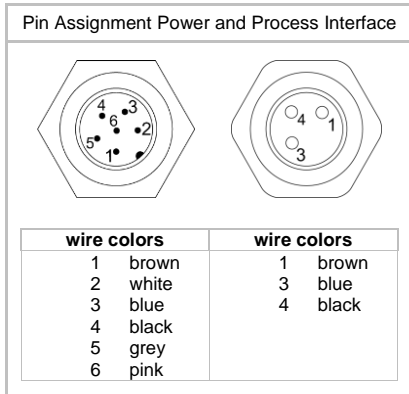 Pin Assignment Power and Process Interface
4 3
6
5 2
1
4 1
3
wire colors wire colors
1 brown 1 brown
2 white 3 blue
3 blue 4 black
4 black
5 grey
6 pink